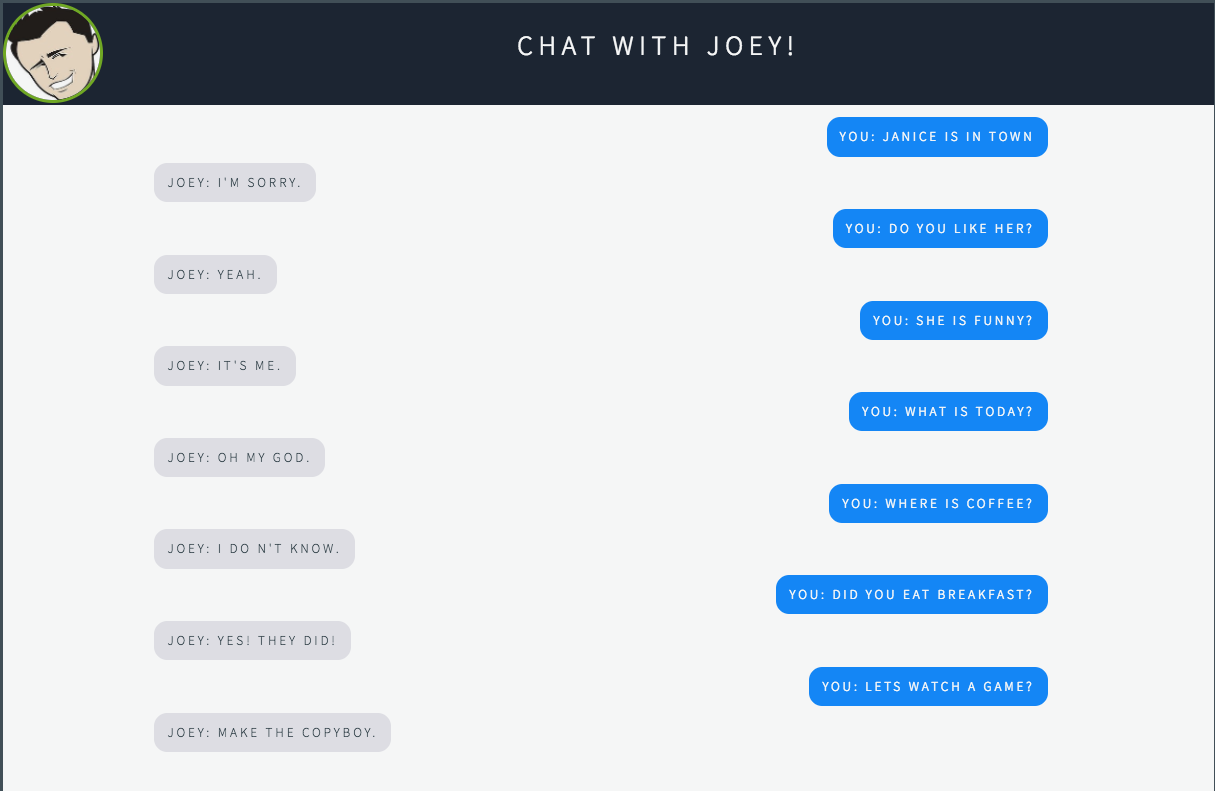 CHAT WITH JOEY!
YOU: JANICE IS IN TOWN
JOEY: I'M SORRY.
YOU: DO YOU LIKE HER?
JOEY: YEAH.
YOU: SHE IS FUNNY?
JOEY: IT'S ME.
YOU: WHAT IS TODAY?
JOEY: OH MY GOD.
YOU: WHERE IS COFFEE?
JOEY: I DO N'T KNOW.
YOU: DID YOU EAT BREAKFAST?
JOEY: YES! THEY DID!
YOU: LETS WATCH A GAME?
JOEY: MAKE THE COPYBOY.